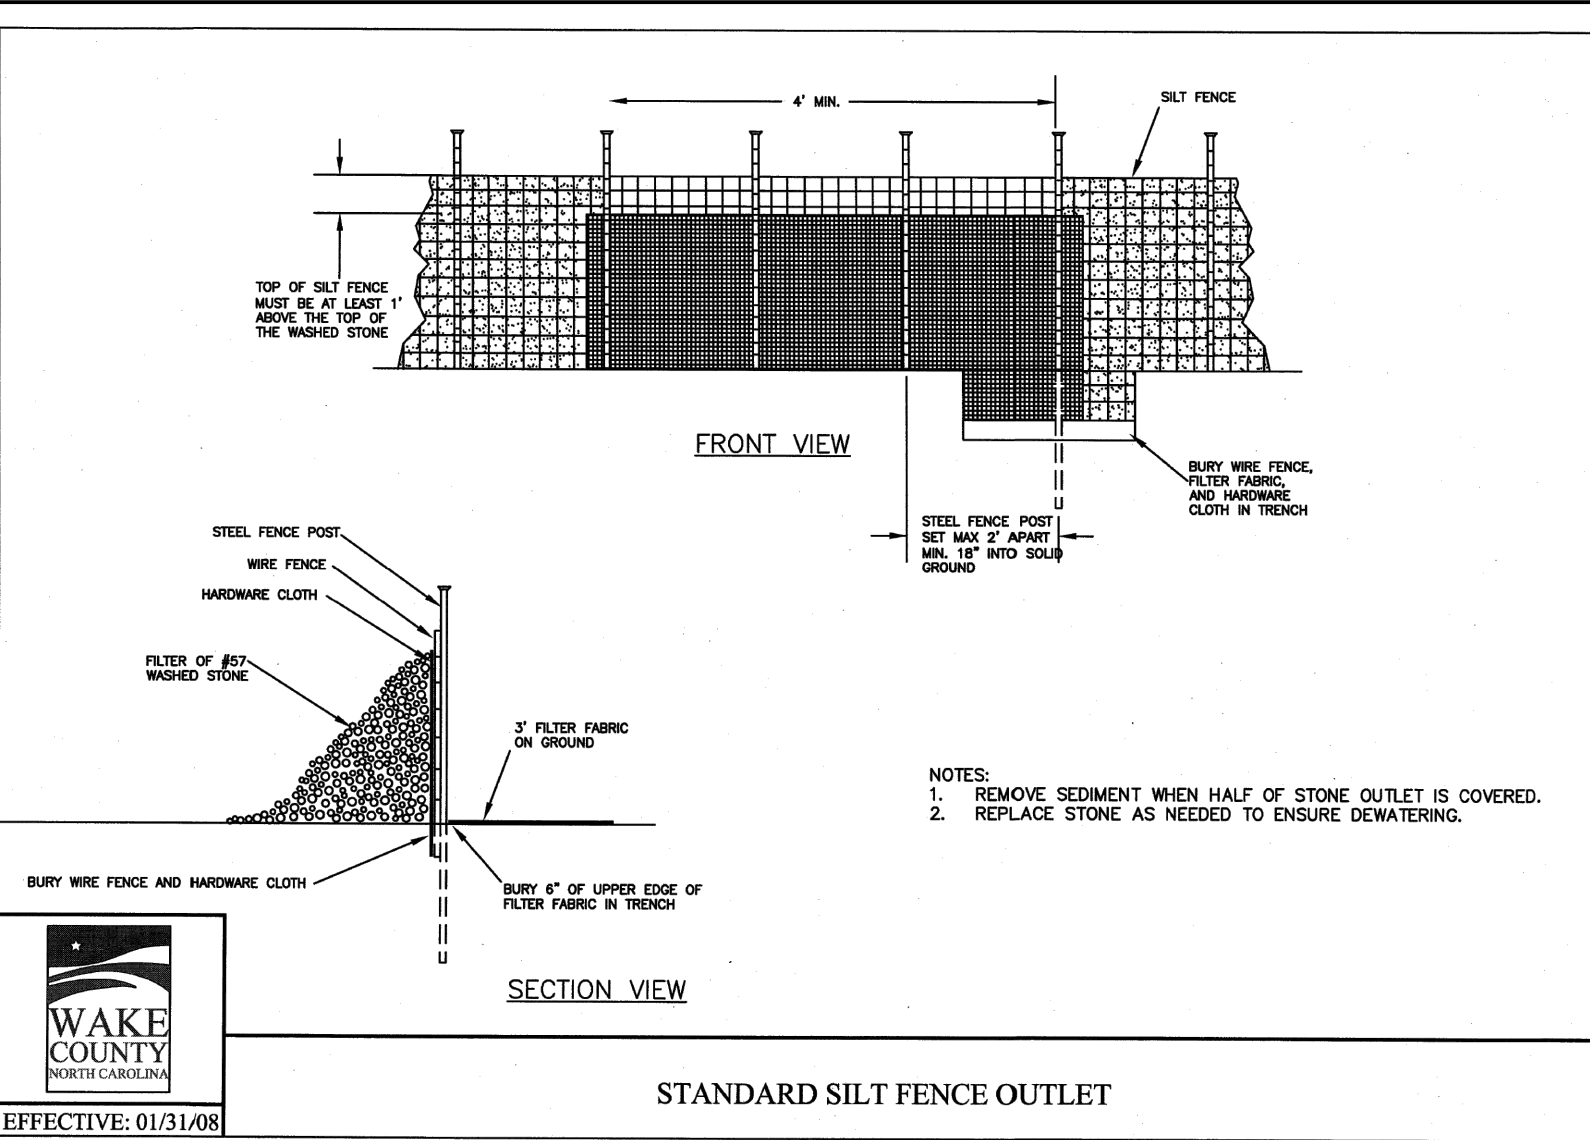 4' MIN.
SILT FENCE
TOP OF SILT FENCE
MUST BE AT LEAST 1'
ABOVE THE TOP OF
THE WASHED STONE
FRONT VIEW
BURY WIRE FENCE,
FILTER FABRIC,
AND HARDWARE
CLOTH IN TRENCH
STEEL FENCE POST
SET MAX 2' APART
MIN. 18" INTO SOLID
GROUND
STEEL FENCE POST
WIRE FENCE
HARDWARE CLOTH
FILTER OF #57
WASHED STONE
3' FILTER FABRIC
ON GROUND
BURY WIRE FENCE AND HARDWARE CLOTH
BURY 6" OF UPPER EDGE OF
FILTER FABRIC IN TRENCH
SECTION VIEW
NOTES:
1. REMOVE SEDIMENT WHEN HALF OF STONE OUTLET IS COVERED.
2. REPLACE STONE AS NEEDED TO ENSURE DEWATERING.
WAKE
COUNTY
NORTH CAROLINA
EFFECTIVE: 01/31/08
STANDARD SILT FENCE OUTLET